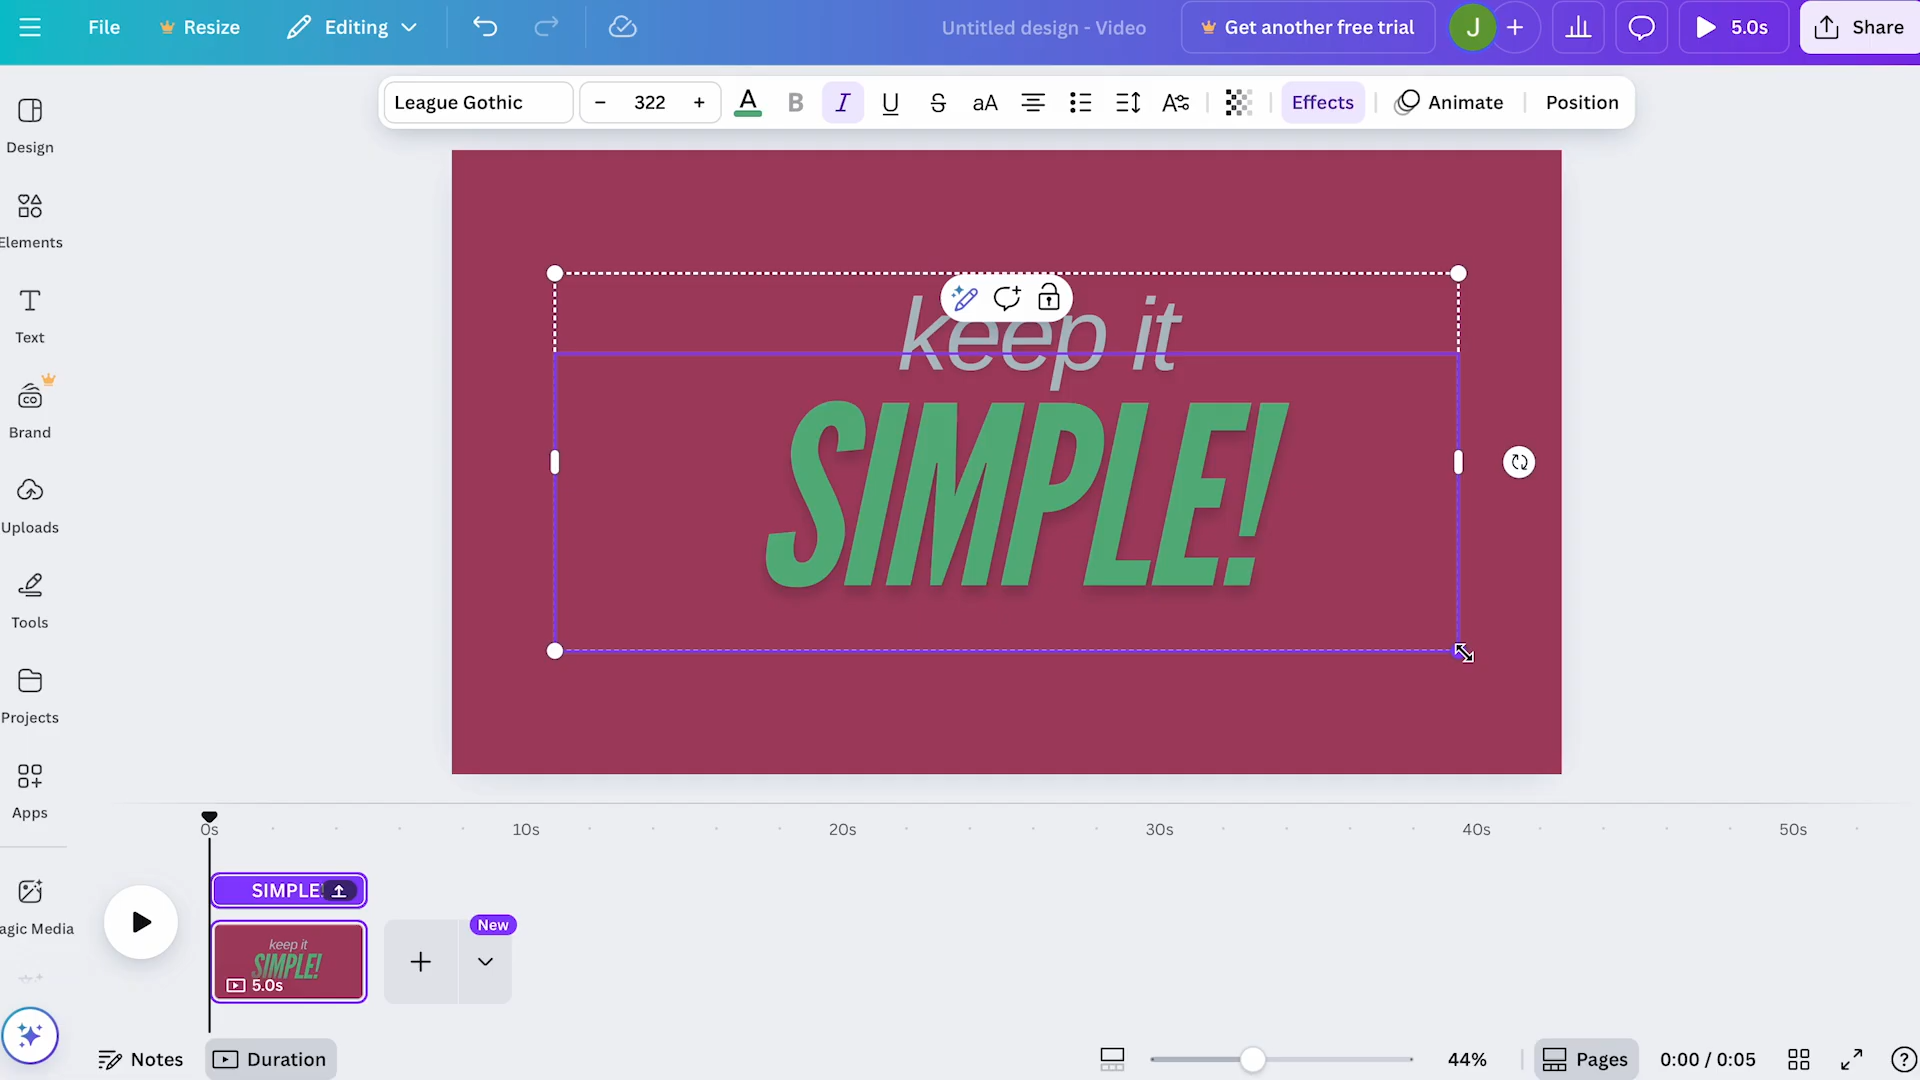 File Resize Editing Untitled design - Video Get another free trial J 5.0s Share
League Gothic - 322 + A B I U S aA Effects Animate Position
Design
Elements
Text
Brand
Uploads
Tools
Projects
Apps
agic Media
keep it
SIMPLE!
0s 10s 20s 30s 40s 50s
SIMPLE
New
keep it
SIMPLE!
5.0s
Notes Duration 44% Pages 0:00 / 0:05